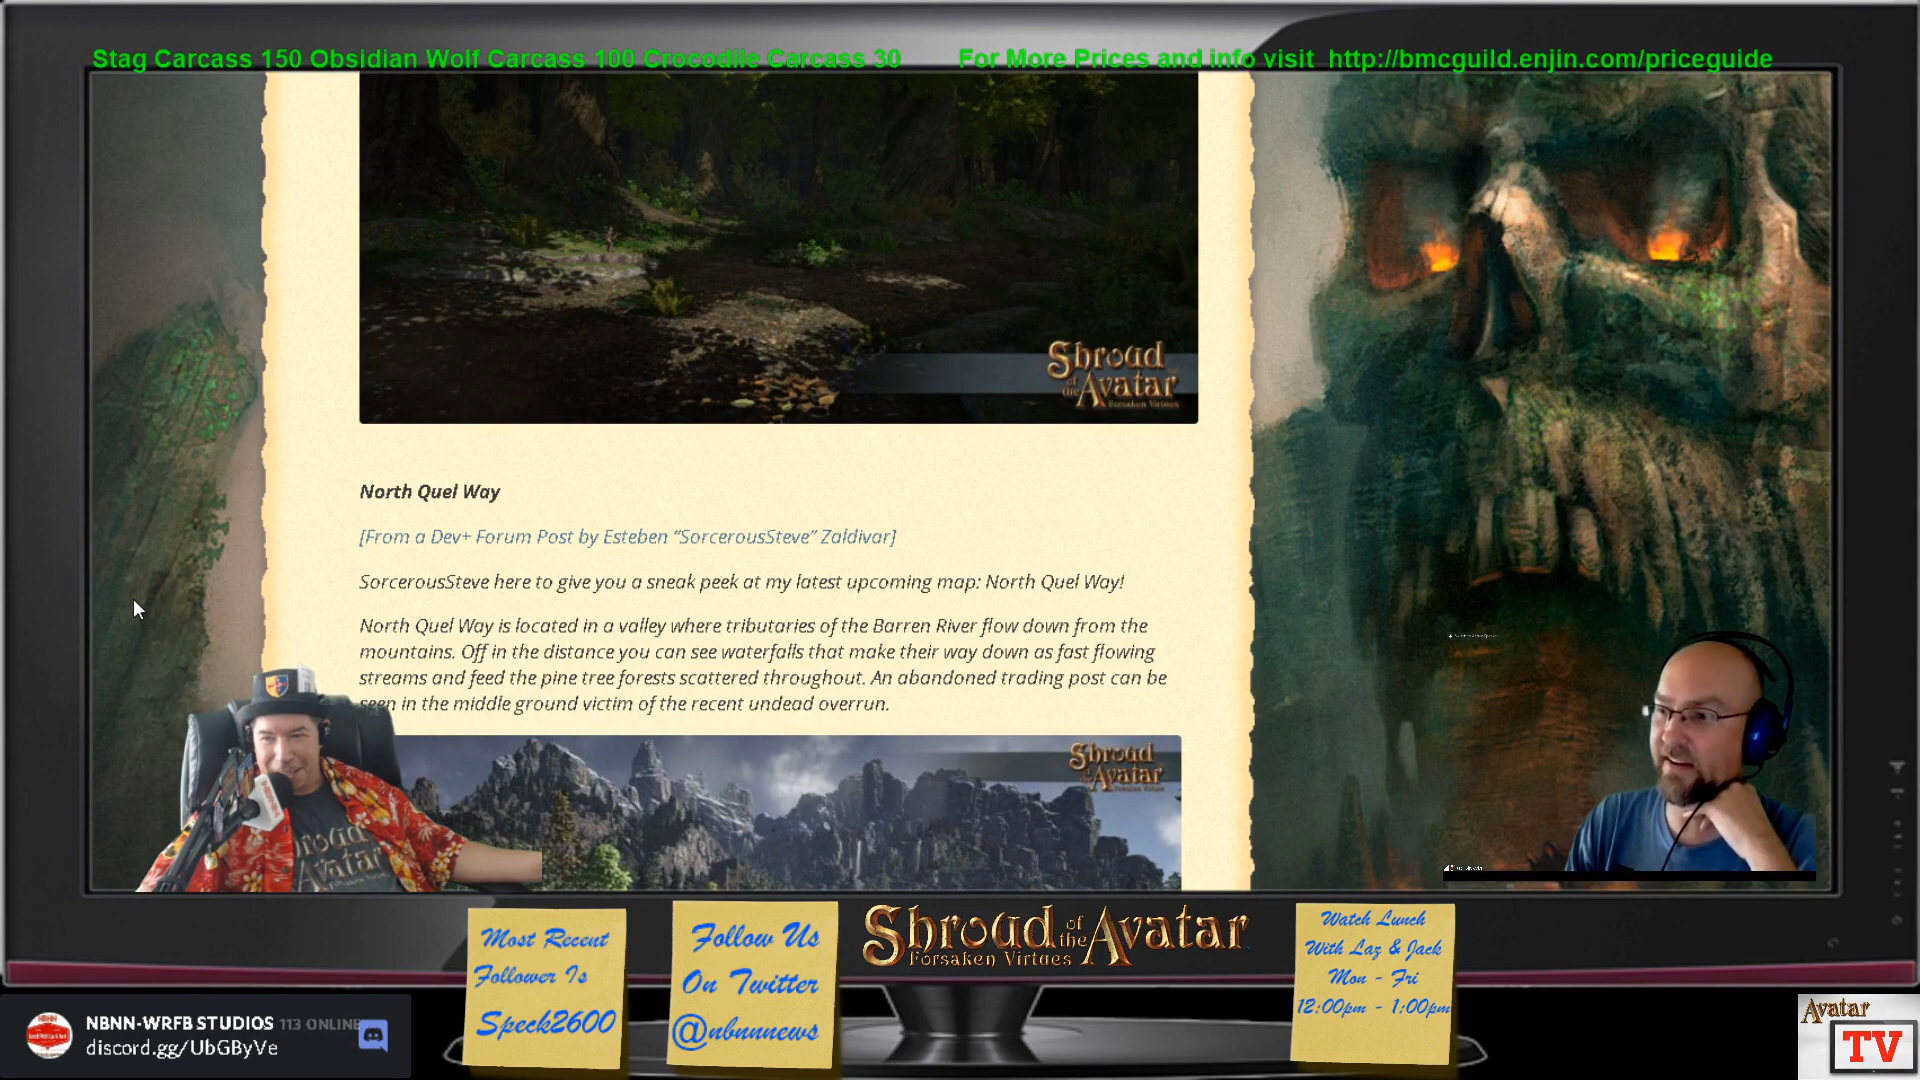 Stag Carcass 150 Obsidian Wolf Carcass 100 Crocodile Carcass 30 For More Prices and info visit http://bmcguild.enjin.com/priceguide
Shroud
of the Avatar
Forsaken Virtues
North Quel Way
[From a Dev+ Forum Post by Esteben “SorcerousSteve” Zaldivar]
SorcerousSteve here to give you a sneak peek at my latest upcoming map: North Quel Way!
North Quel Way is located in a valley where tributaries of the Barren River flow down from the
mountains. Off in the distance you can see waterfalls that make their way down as fast flowing
streams and feed the pine tree forests scattered throughout. An abandoned trading post can be
seen in the middle ground victim of the recent undead overrun.
Shroud
of the Avatar
Shroud
Avatar
Most Recent
Follower Is
Speck2600
Follow Us
On Twitter
@nbnnnews
Shroud of the Avatar
Forsaken Virtues
Watch Lunch
With Laz & Jack
Mon - Fri
12:00pm - 1:00pm
NBNN-WRFB STUDIOS 113 ONLINE
discord.gg/UbGByVe
Avatar
TV